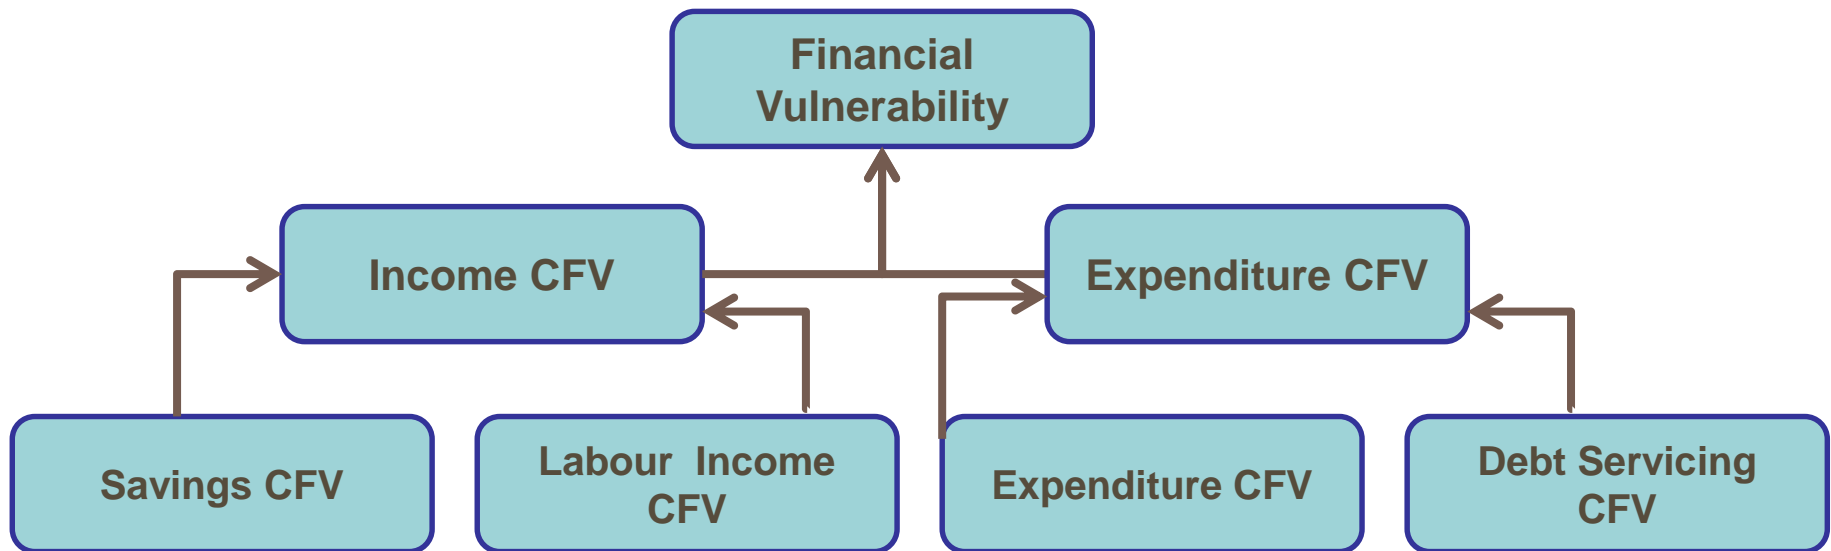 Financial
Vulnerability
Income CFV
Expenditure CFV
Savings CFV
Labour Income
CFV
Expenditure CFV
Debt Servicing
CFV